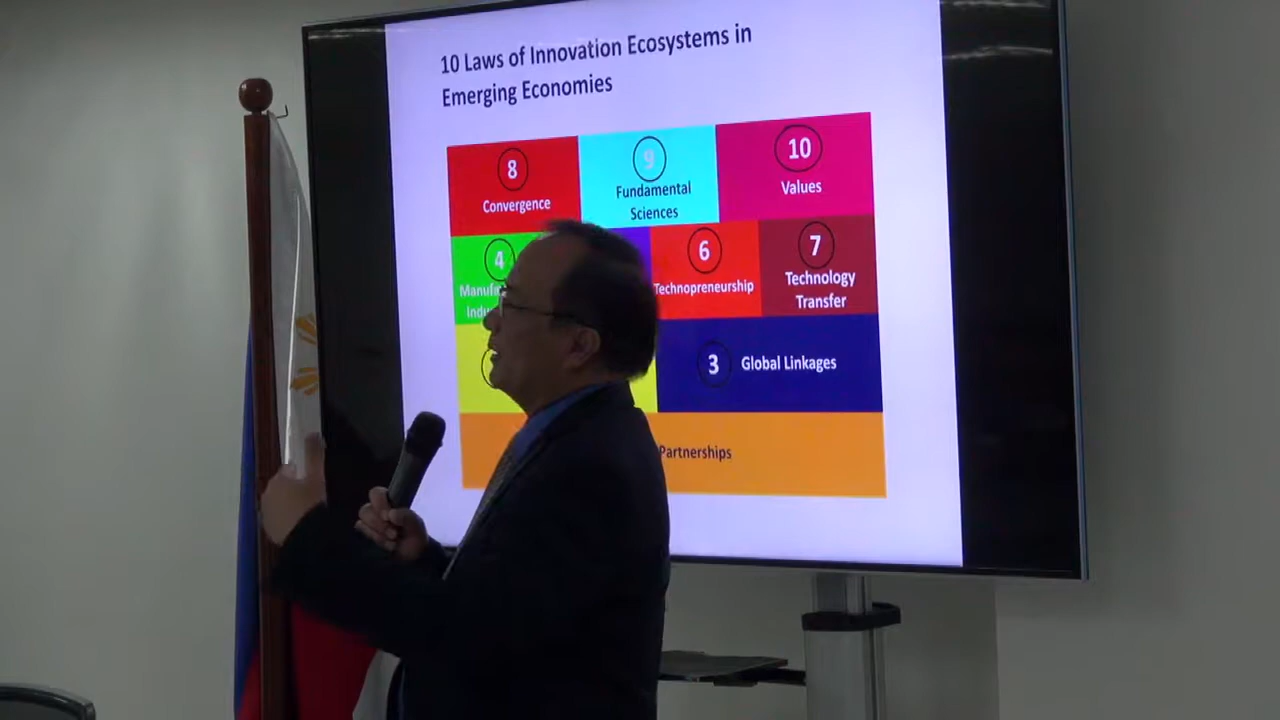 10 Laws of Innovation Ecosystems in
Emerging Economies
8
Convergence
9
Fundamental
Sciences
10
Values
4
6
Technopreneurship
7
Technology
Transfer
3 Global Linkages
Partnerships